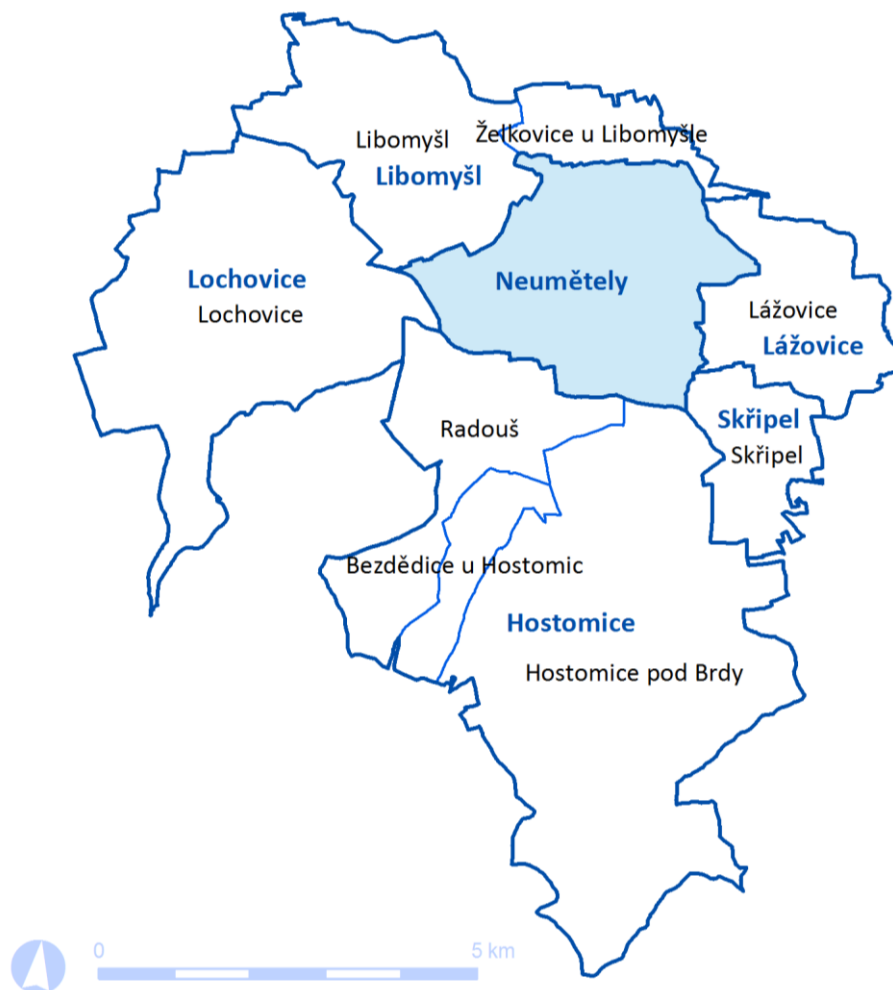 Želkovice u Libomyšle
Libomyšl
Libomyšl
Lochovice
Lochovice
Neumětely
Lážovice
Lážovice
Skřipel
Skřipel
Radouš
Bezdědice u Hostomic
Hostomice
Hostomice pod Brdy
0
5 km